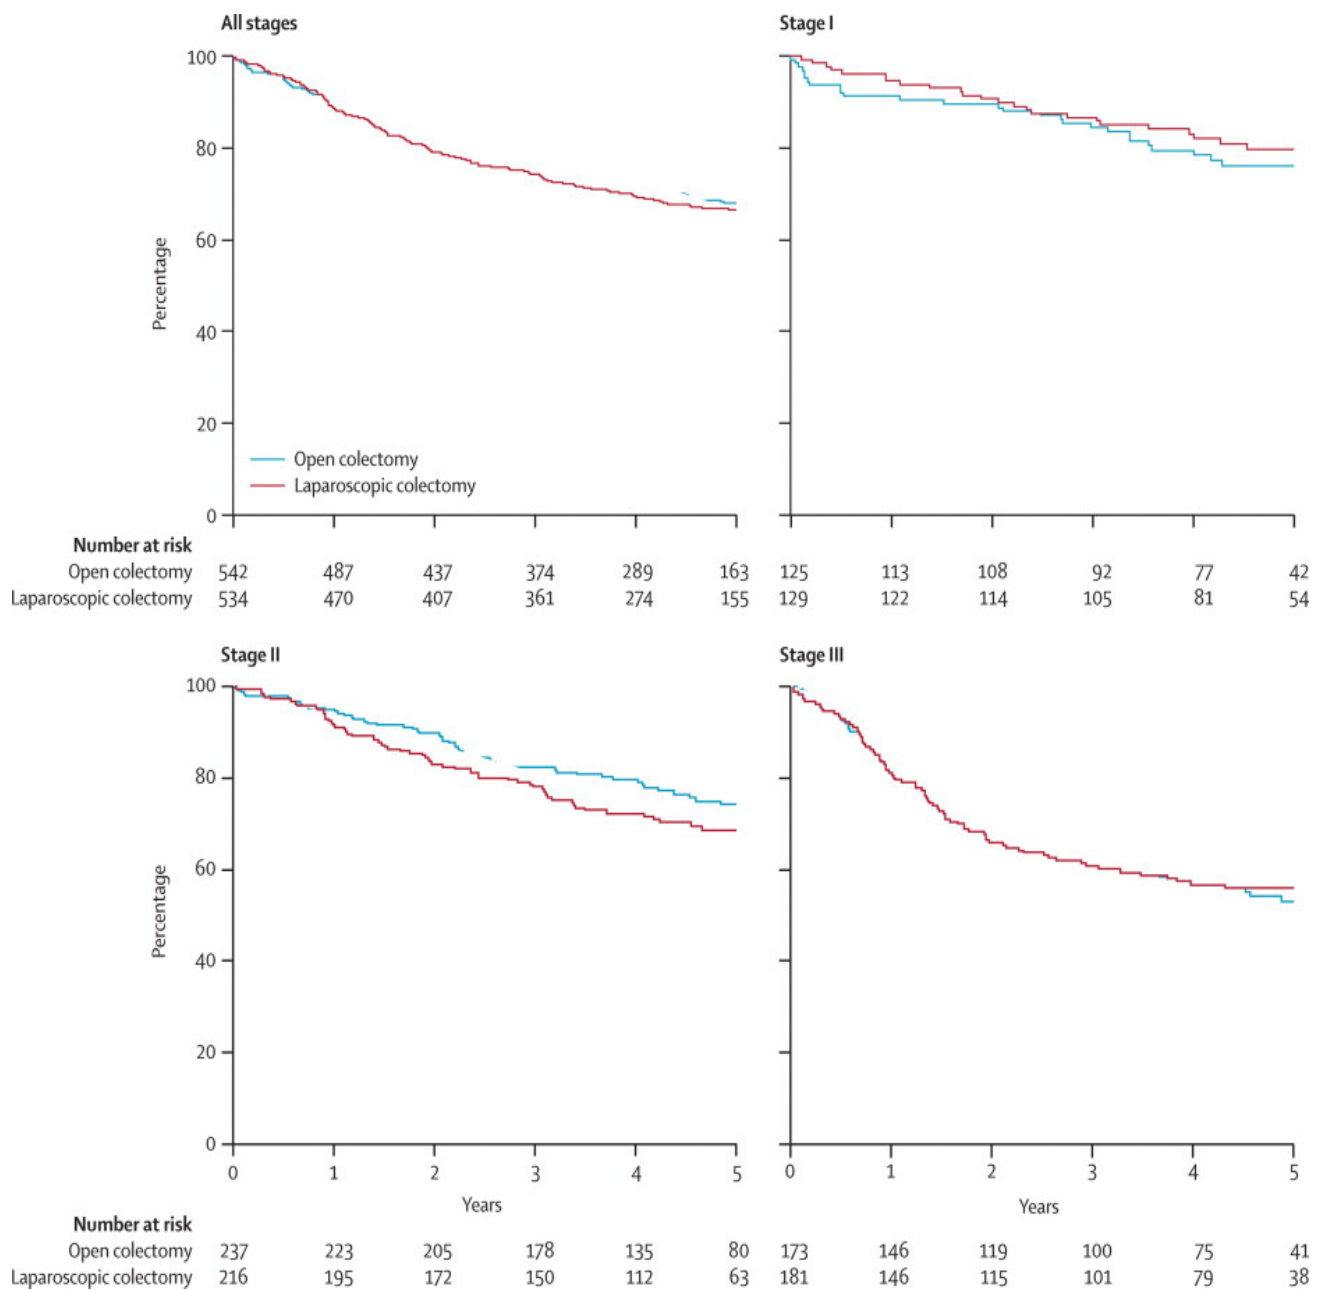 All stages
Stage I
100
80
60
40
20
0
Percentage
Open colectomy
Laparoscopic colectomy
Number at risk
Open colectomy 542 487 437 374 289 163 125 113 108 92 77 42
Laparoscopic colectomy 534 470 407 361 274 155 129 122 114 105 81 54
Stage II
Stage III
100
80
60
40
20
0
Percentage
0 1 2 3 4 5 0 1 2 3 4 5
Years
Years
Number at risk
Open colectomy 237 223 205 178 135 80 173 146 119 100 75 41
Laparoscopic colectomy 216 195 172 150 112 63 181 146 115 101 79 38